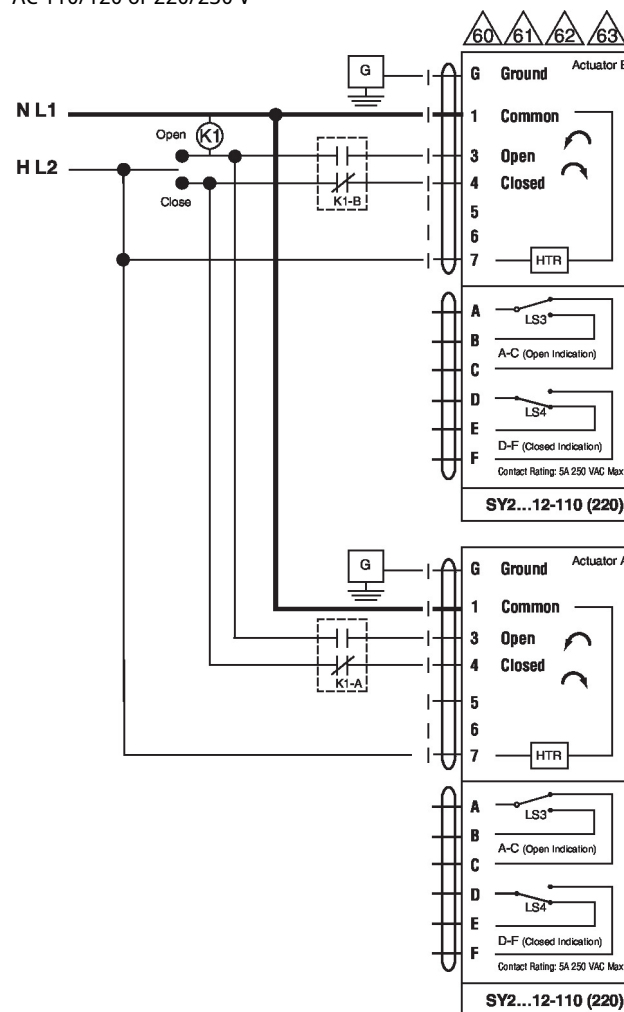 AC 110/120 or 220/230 V
60 61 62 63
G
G Ground
Actuator B
N L1
1 Common
Open
K1
3 Open
H L2
4 Closed
Close
K1-B
5
6
7
HTR
A
LS3
B
A-C (Open Indication)
C
D
LS4
E
D-F (Closed Indication)
F
Contact Rating: 5A 250 VAC Max
SY2...12-110 (220)
G
G Ground
Actuator A
1 Common
3 Open
4 Closed
K1-A
5
6
7
HTR
A
LS3
B
A-C (Open Indication)
C
D
LS4
E
D-F (Closed Indication)
F
Contact Rating: 5A 250 VAC Max
SY2...12-110 (220)